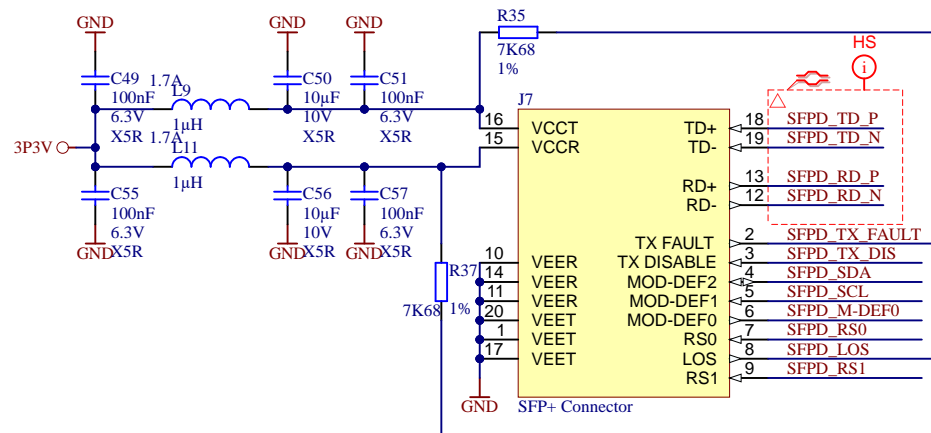 GND GND GND R35
7K68
1%
HS
i
C49 1.7A L9 C50 C51
100nF 10µF 100nF
6.3V 1µH 10V 6.3V
X5R X5R X5R
J7
3P3V
1.7A L11
1µH
C55 C56 C57
100nF 10µF 100nF
6.3V 10V 6.3V
X5R X5R X5R
GND GND GND
R37
7K68 1%
16 VCCT TD+ 18 SFPD_TD_P
15 VCCR TD- 19 SFPD_TD_N
RD+ 13 SFPD_RD_P
RD- 12 SFPD_RD_N
TX FAULT 2 SFPD_TX_FAULT
10 VEER TX DISABLE 3 SFPD_TX_DIS
14 VEER MOD-DEF2 4 SFPD_SDA
11 VEER MOD-DEF1 5 SFPD_SCL
20 VEET MOD-DEF0 6 SFPD_M-DEF0
1 VEET RS0 7 SFPD_RS0
17 VEET LOS 8 SFPD_LOS
RS1 9 SFPD_RS1
GND SFP+ Connector